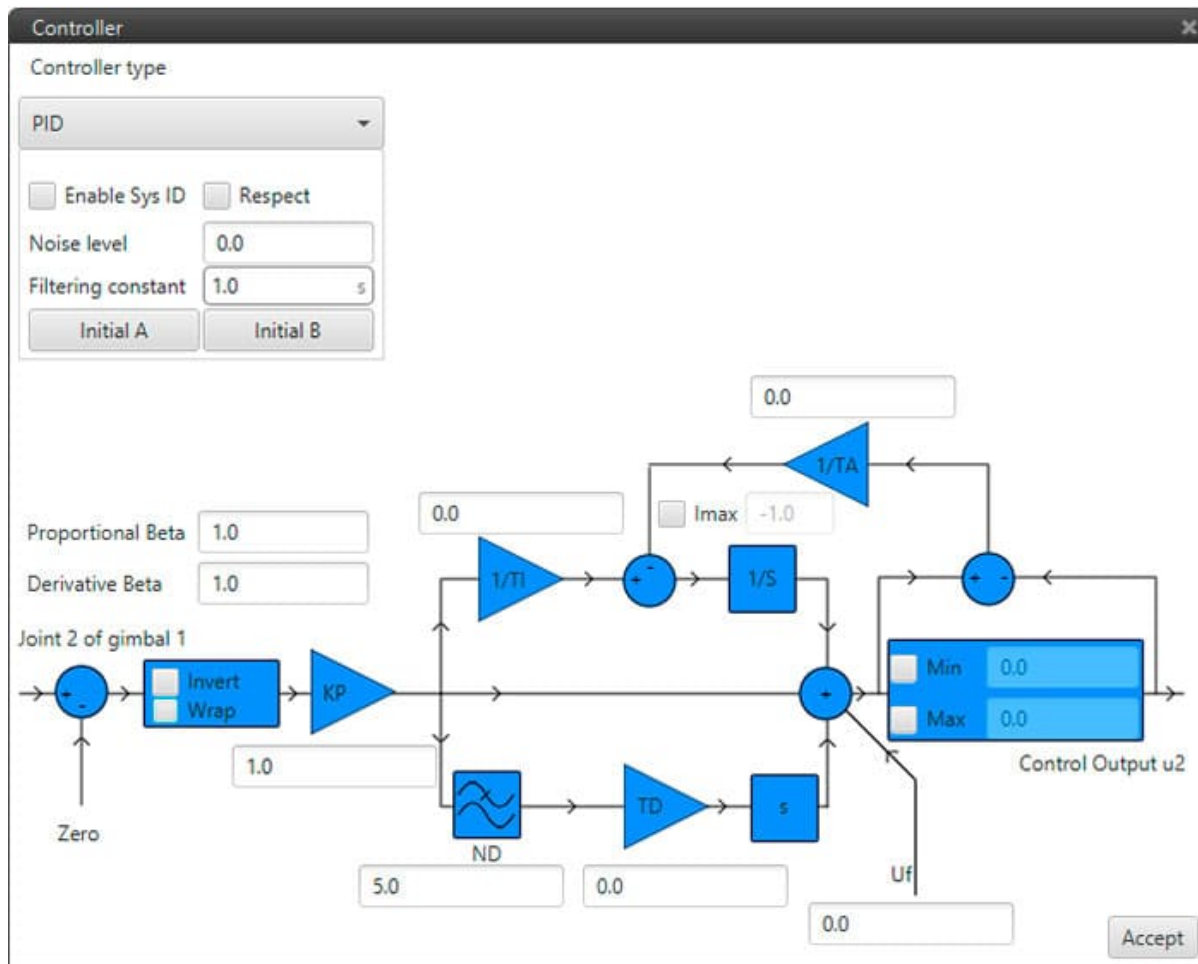 Controller
Controller type
PID
Enable Sys ID Respect
Noise level 0.0
Filtering constant 1.0 s
Initial A Initial B
0.0
1/TA
0.0 Imax -1.0
Proportional Beta 1.0
1/TI + - 1/S + -
Derivative Beta 1.0
Joint 2 of gimbal 1
+ - Invert KP + Min 0.0
Wrap Max 0.0
1.0 Control Output u2
Zero TD s
ND
5.0 0.0 Uf
0.0
Accept